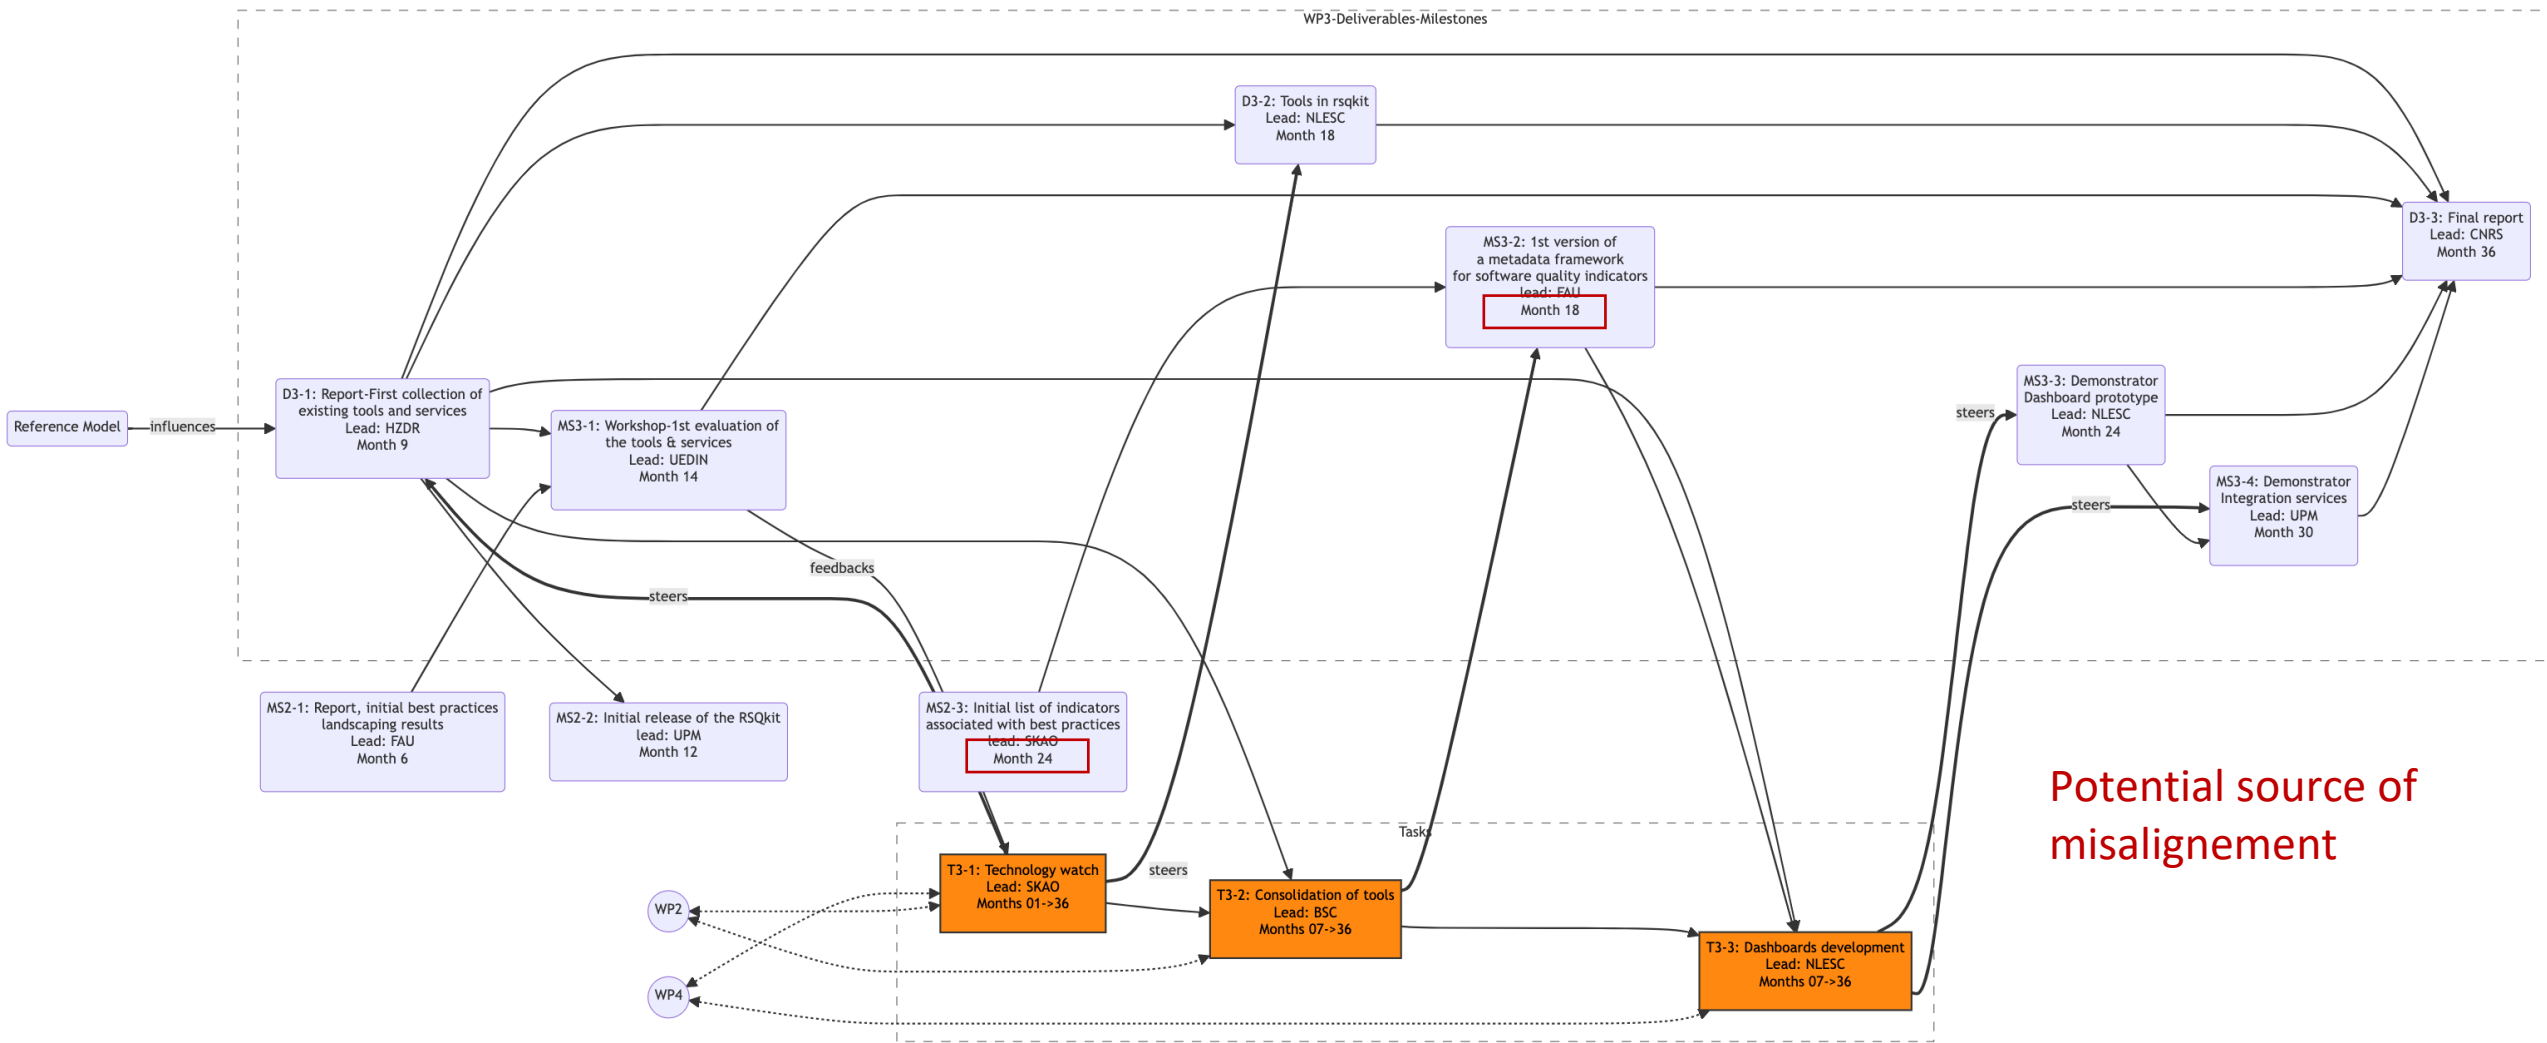 WP3-Deliverables-Milestones
D3-2: Tools in rsqkit
Lead: NLESC
Month 18
D3-3: Final report
Lead: CNRS
Month 36
MS3-2: 1st version of
a metadata framework
for software quality indicators
lead: FAU
Month 18
Reference Model
influences
D3-1: Report-First collection of
existing tools and services
Lead: HZDR
Month 9
MS3-1: Workshop-1st evaluation of
the tools & services
Lead: UEDIN
Month 14
steers
MS3-3: Demonstrator
Dashboard prototype
Lead: NLESC
Month 24
steers
MS3-4: Demonstrator
Integration services
Lead: UPM
Month 30
feedbacks
steers
MS2-1: Report, initial best practices
landscaping results
Lead: FAU
Month 6
MS2-2: Initial release of the RSQkit
lead: UPM
Month 12
MS2-3: Initial list of indicators
associated with best practices
lead: SKAO
Month 24
Potential source of
misalignement
Tasks
T3-1: Technology watch
Lead: SKAO
Months 01->36
steers
T3-2: Consolidation of tools
Lead: BSC
Months 07->36
T3-3: Dashboards development
Lead: NLESC
Months 07->36
WP2
WP4